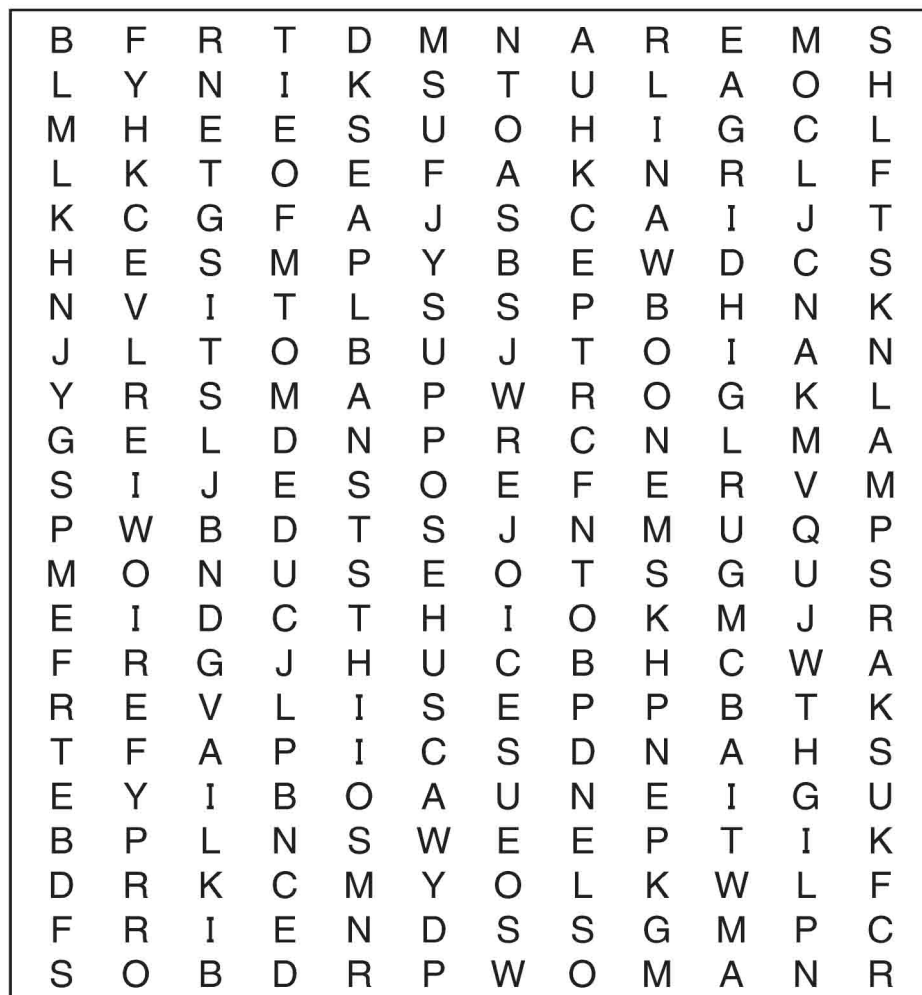 B F R T D M N A R E M S
L Y N I K S T U L A O H
M H E E S U O H I G C L
L K T O E F A K N R L F
K C G F A J S C A I J T
H E S M P Y B E W D C S
N V I T L S S P B H N K
J L T O B U J T O I A N
Y R S M A P W R O G K L
G E L D N P R C N L M A
S I J E S O E F E R V M
P W B D T S J N M U Q P
M O N U S E O T S G U S
E I D C T H I O K M J R
F R G J H U C B H C W A
R E V L I S E P P B T K
T F A P I C S D N A H S
E Y I B O A U N E I G U
B P L N S W E E P T I K
D R K C M Y O L K W L F
F R I E N D S S G M P C
S O B D R P W O M A N R